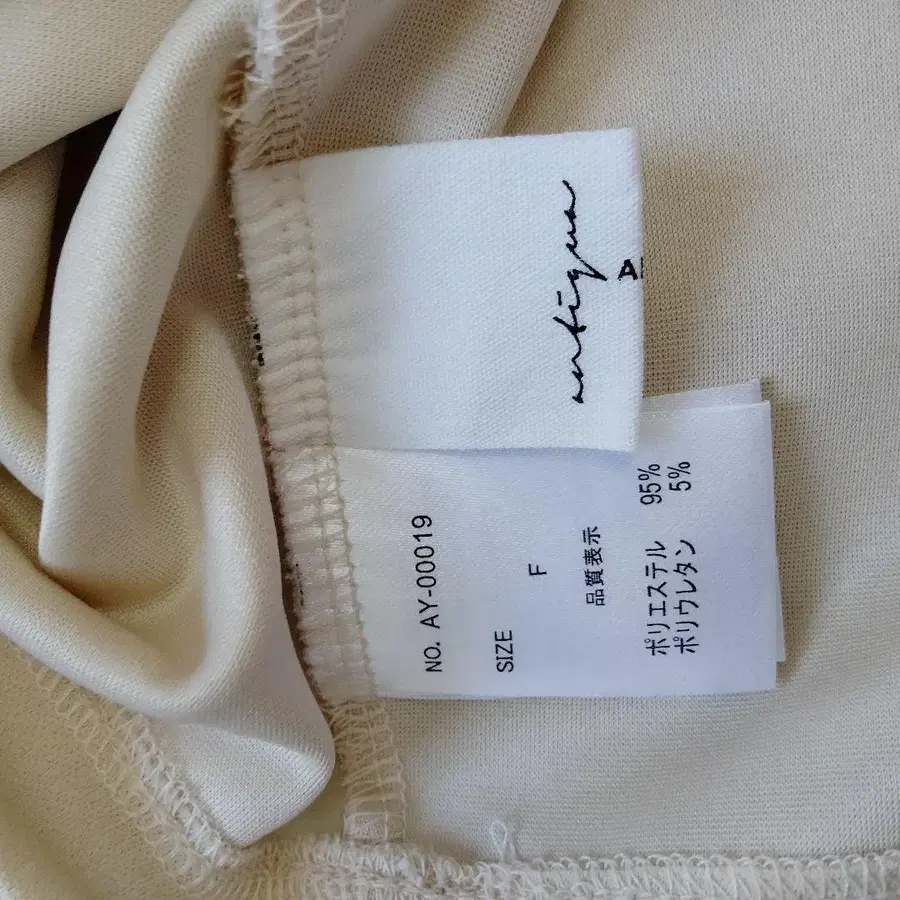 antiqua
NO. AY-00019
SIZE
F
品質表示
ポリエステル 95%
ポリウレタン 5%